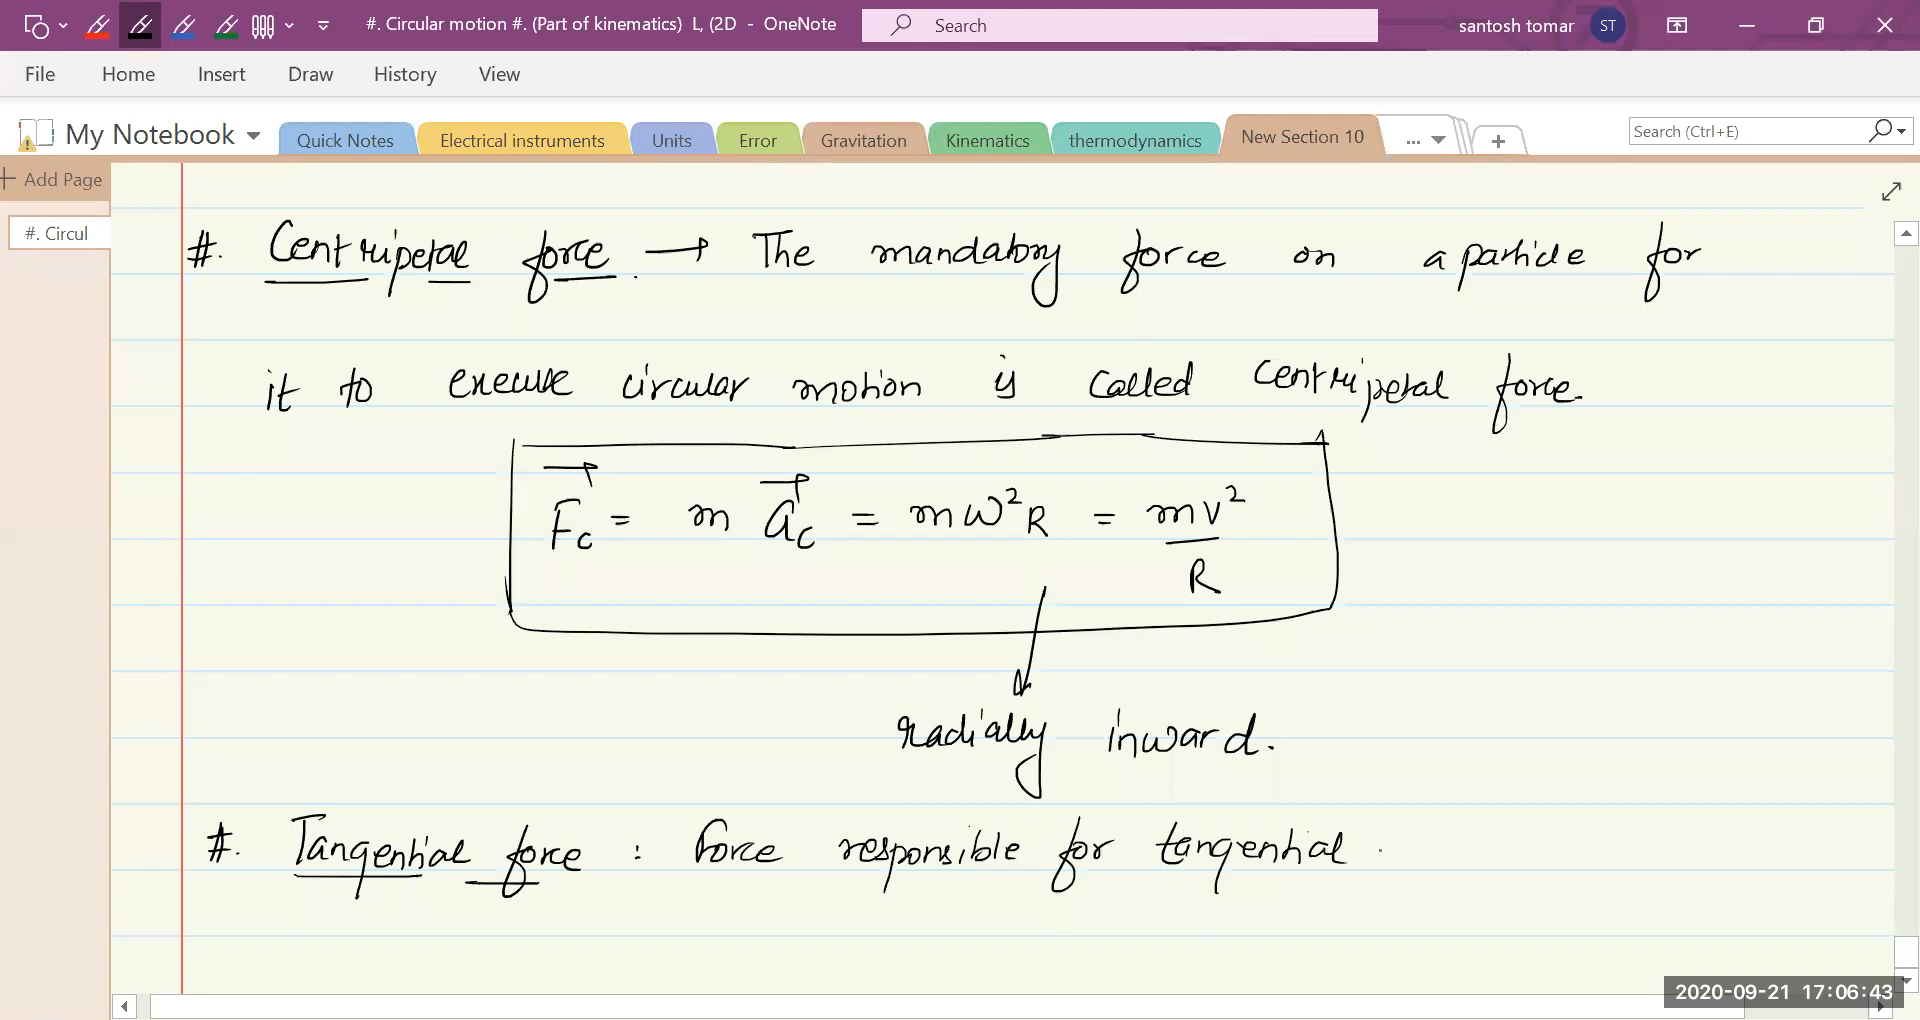 #. Circular motion #. (Part of kinematics) L, (2D - OneNote
Search
santosh tomar
ST
File Home Insert Draw History View
My Notebook
Quick Notes
Electrical instruments
Units
Error
Gravitation
Kinematics
thermodynamics
New Section 10
...
+
Search (Ctrl+E)
+ Add Page
#. Circul
#. Centripetal force → The mandatory force on a particle for
it to execute circular motion is called centripetal force.
F⃗c = m a⃗c = mω²R = mv²/R
↓
radially inward.
#. Tangential force : Force responsible for tangential
2020-09-21 17:06:43